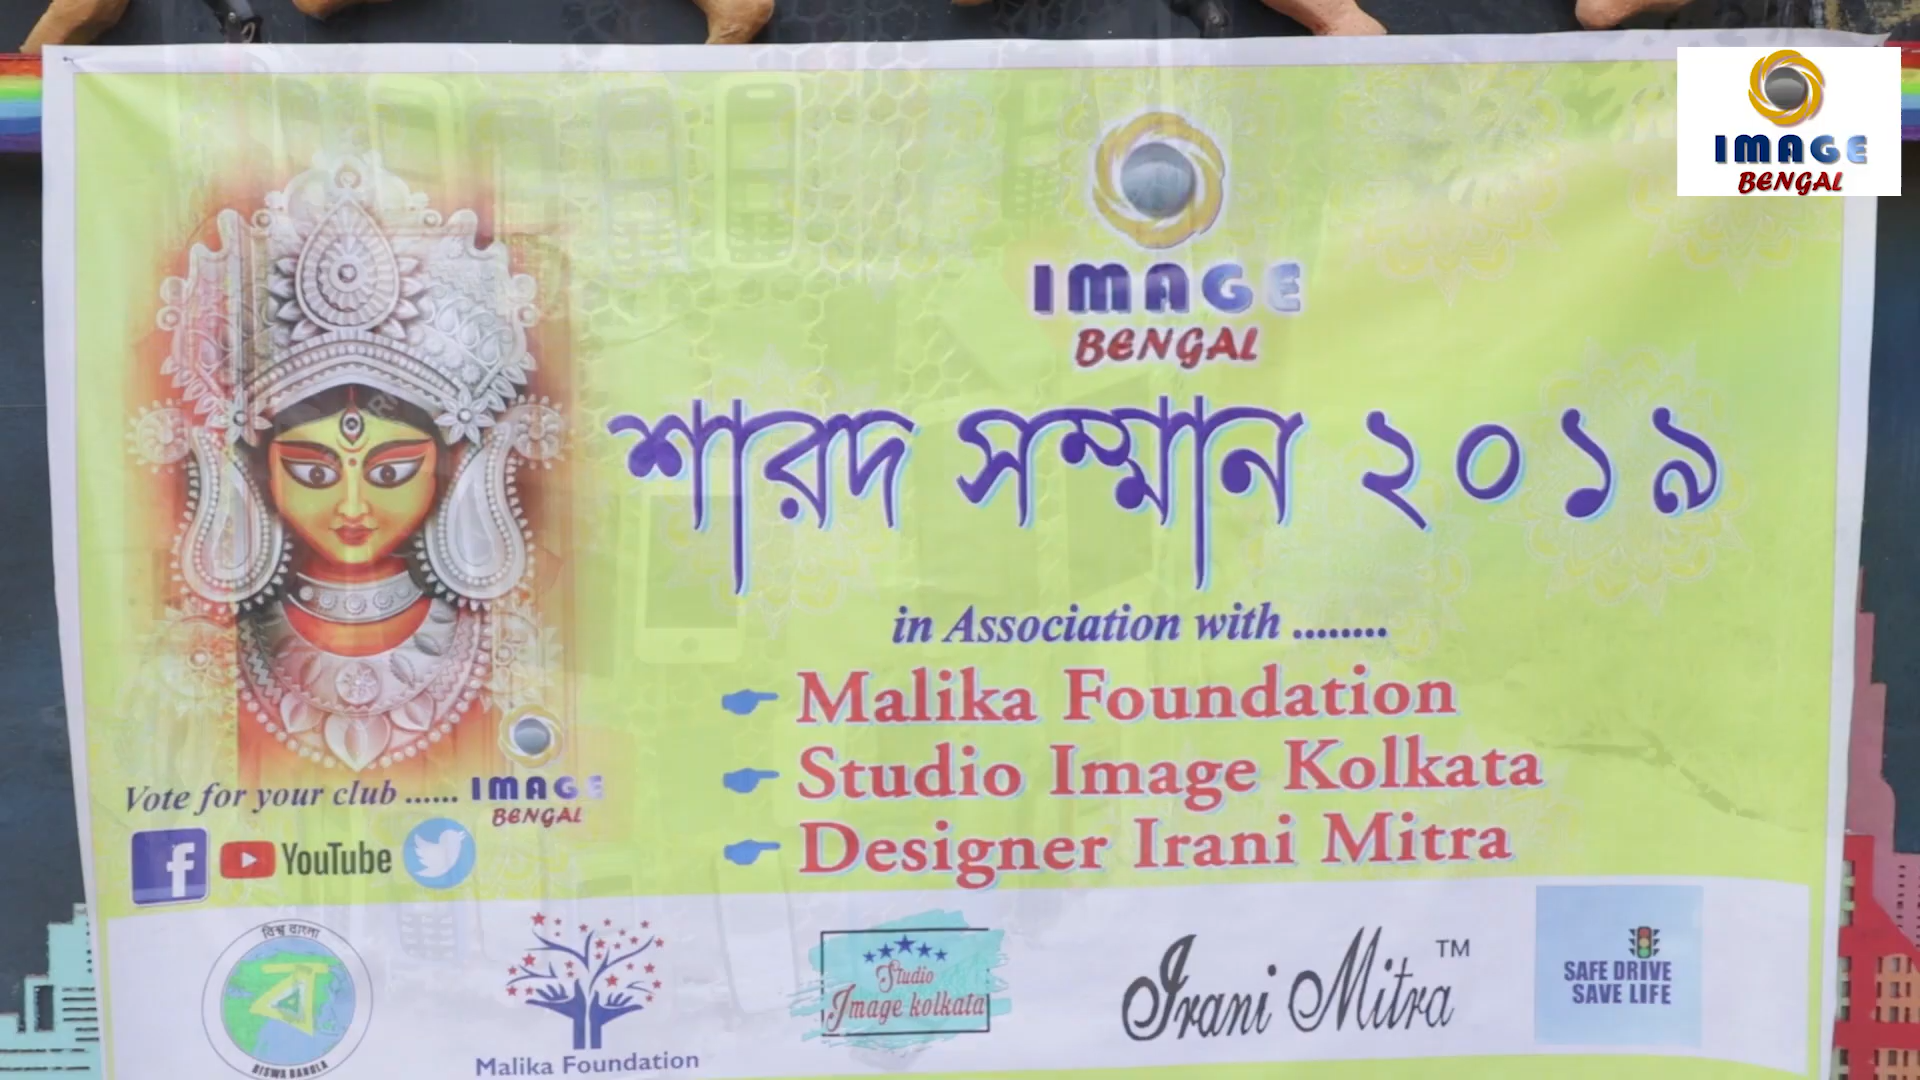 IMAGE
BENGAL
IMAGE
BENGAL
শারদ সম্মান ২০১৯
in Association with ........
Malika Foundation
Studio Image Kolkata
Designer Irani Mitra
Vote for your club ...... IMAGE
BENGAL
f YouTube
বিশ্ব বাংলা
ব
BISWA BANGLA
Malika Foundation
Studio
Image kolkata
Irani Mitra TM
SAFE DRIVE
SAVE LIFE